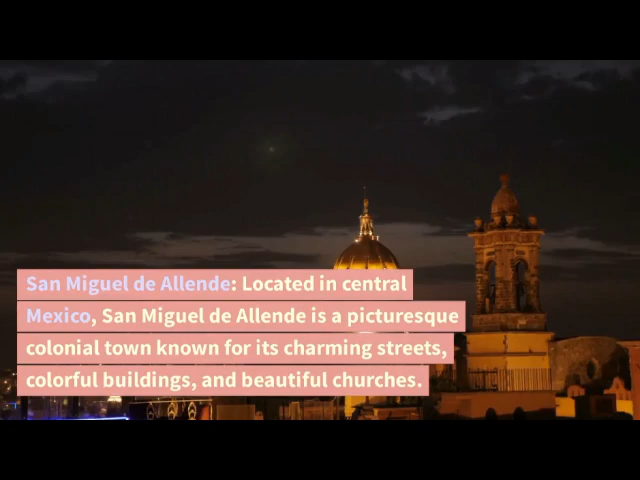 San Miguel de Allende: Located in central
Mexico, San Miguel de Allende is a picturesque
colonial town known for its charming streets,
colorful buildings, and beautiful churches.